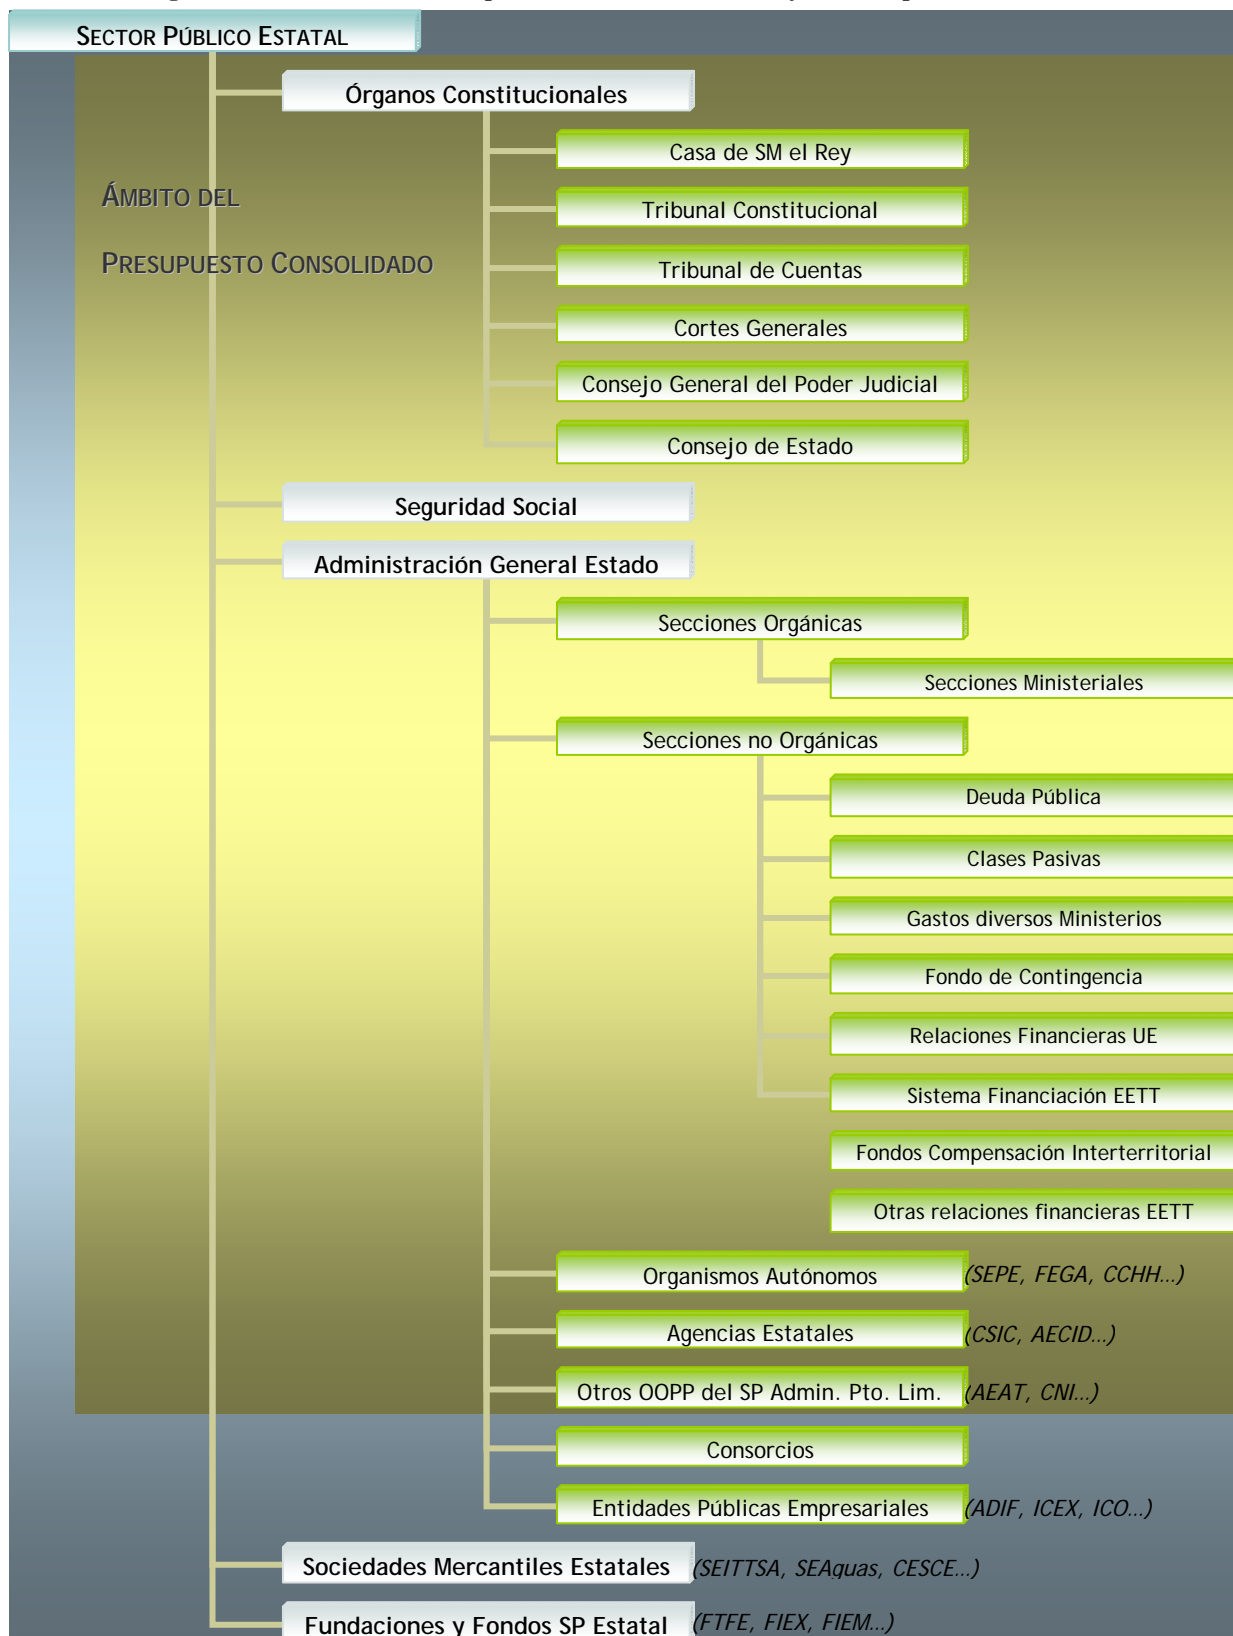 SECTOR PÚBLICO ESTATAL
Órganos Constitucionales
Casa de SM el Rey
ÁMBITO DEL
Tribunal Constitucional
PRESUPUESTO CONSOLIDADO
Tribunal de Cuentas
Cortes Generales
Consejo General del Poder Judicial
Consejo de Estado
Seguridad Social
Administración General Estado
Secciones Orgánicas
Secciones Ministeriales
Secciones no Orgánicas
Deuda Pública
Clases Pasivas
Gastos diversos Ministerios
Fondo de Contingencia
Relaciones Financieras UE
Sistema Financiación EETT
Fondos Compensación Interterritorial
Otras relaciones financieras EETT
Organismos Autónomos (SEPE, FEGA, CCHH...)
Agencias Estatales (CSIC, AECID...)
Otros OOPP del SP Admin. Pto. Lim. (AEAT, CNI...)
Consorcios
Entidades Públicas Empresariales (ADIF, ICEX, ICO...)
Sociedades Mercantiles Estatales (SEITTSA, SEAguas, CESCE...)
Fundaciones y Fondos SP Estatal (FTFE, FIEX, FIEM...)